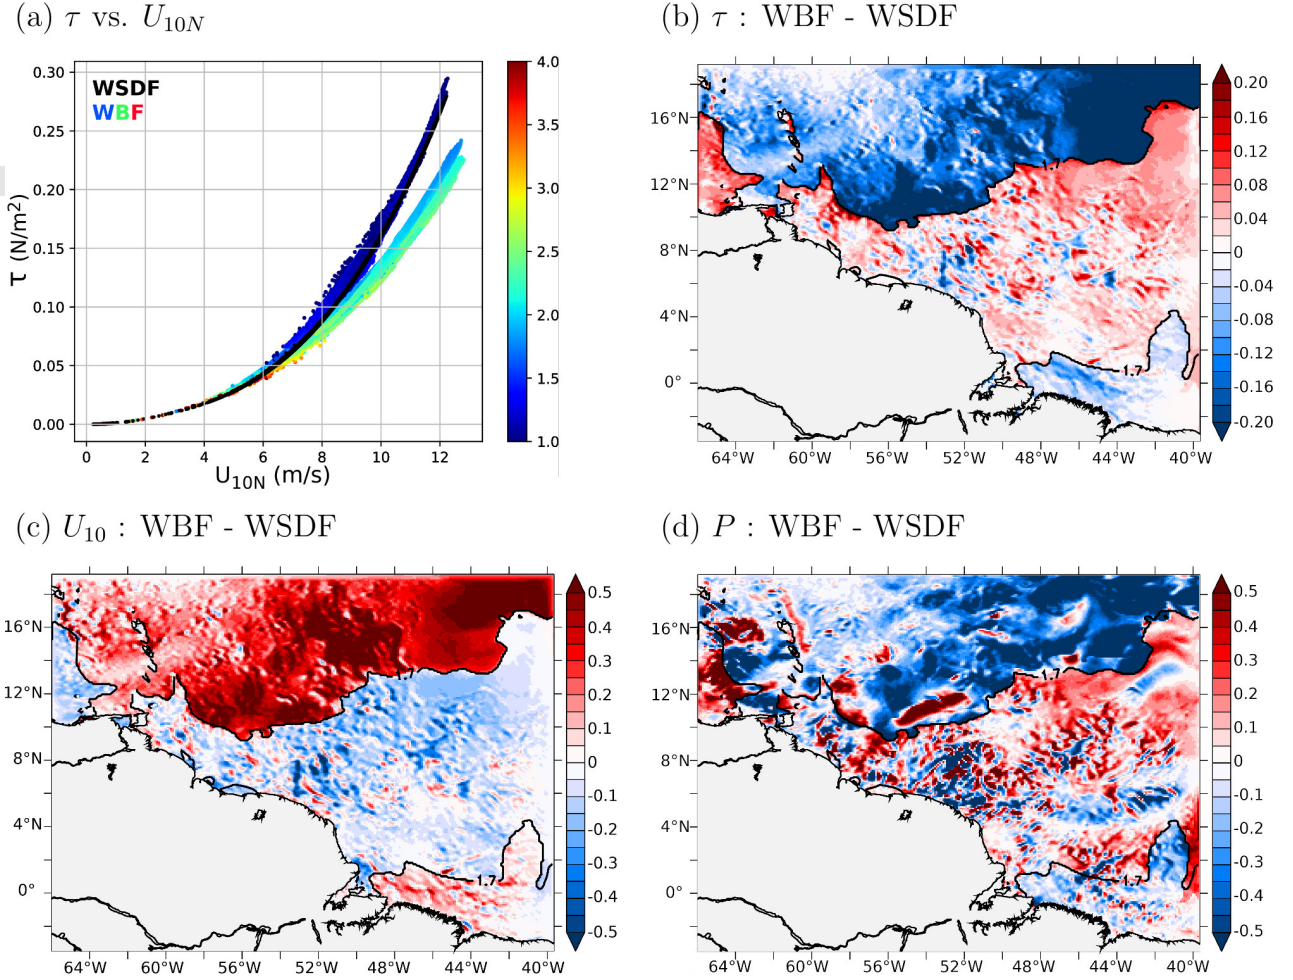 (a) τ vs. U10N
(b) τ : WBF - WSDF
WSDF
WBF
0.30
0.25
0.20
0.15
0.10
0.05
0.00
τ (N/m²)
0 2 4 6 8 10 12
U10N (m/s)
4.0
3.5
3.0
2.5
2.0
1.5
1.0
16°N
12°N
8°N
4°N
0°
1.7
1.7
64°W 60°W 56°W 52°W 48°W 44°W 40°W
0.20
0.16
0.12
0.08
0.04
0
-0.04
-0.08
-0.12
-0.16
-0.20
(c) U10 : WBF - WSDF
(d) P : WBF - WSDF
16°N
12°N
8°N
4°N
0°
1.7
1.7
64°W 60°W 56°W 52°W 48°W 44°W 40°W
0.5
0.4
0.3
0.2
0.1
0
-0.1
-0.2
-0.3
-0.4
-0.5
16°N
12°N
8°N
4°N
0°
1.7
1.7
64°W 60°W 56°W 52°W 48°W 44°W 40°W
0.5
0.4
0.3
0.2
0.1
0
-0.1
-0.2
-0.3
-0.4
-0.5